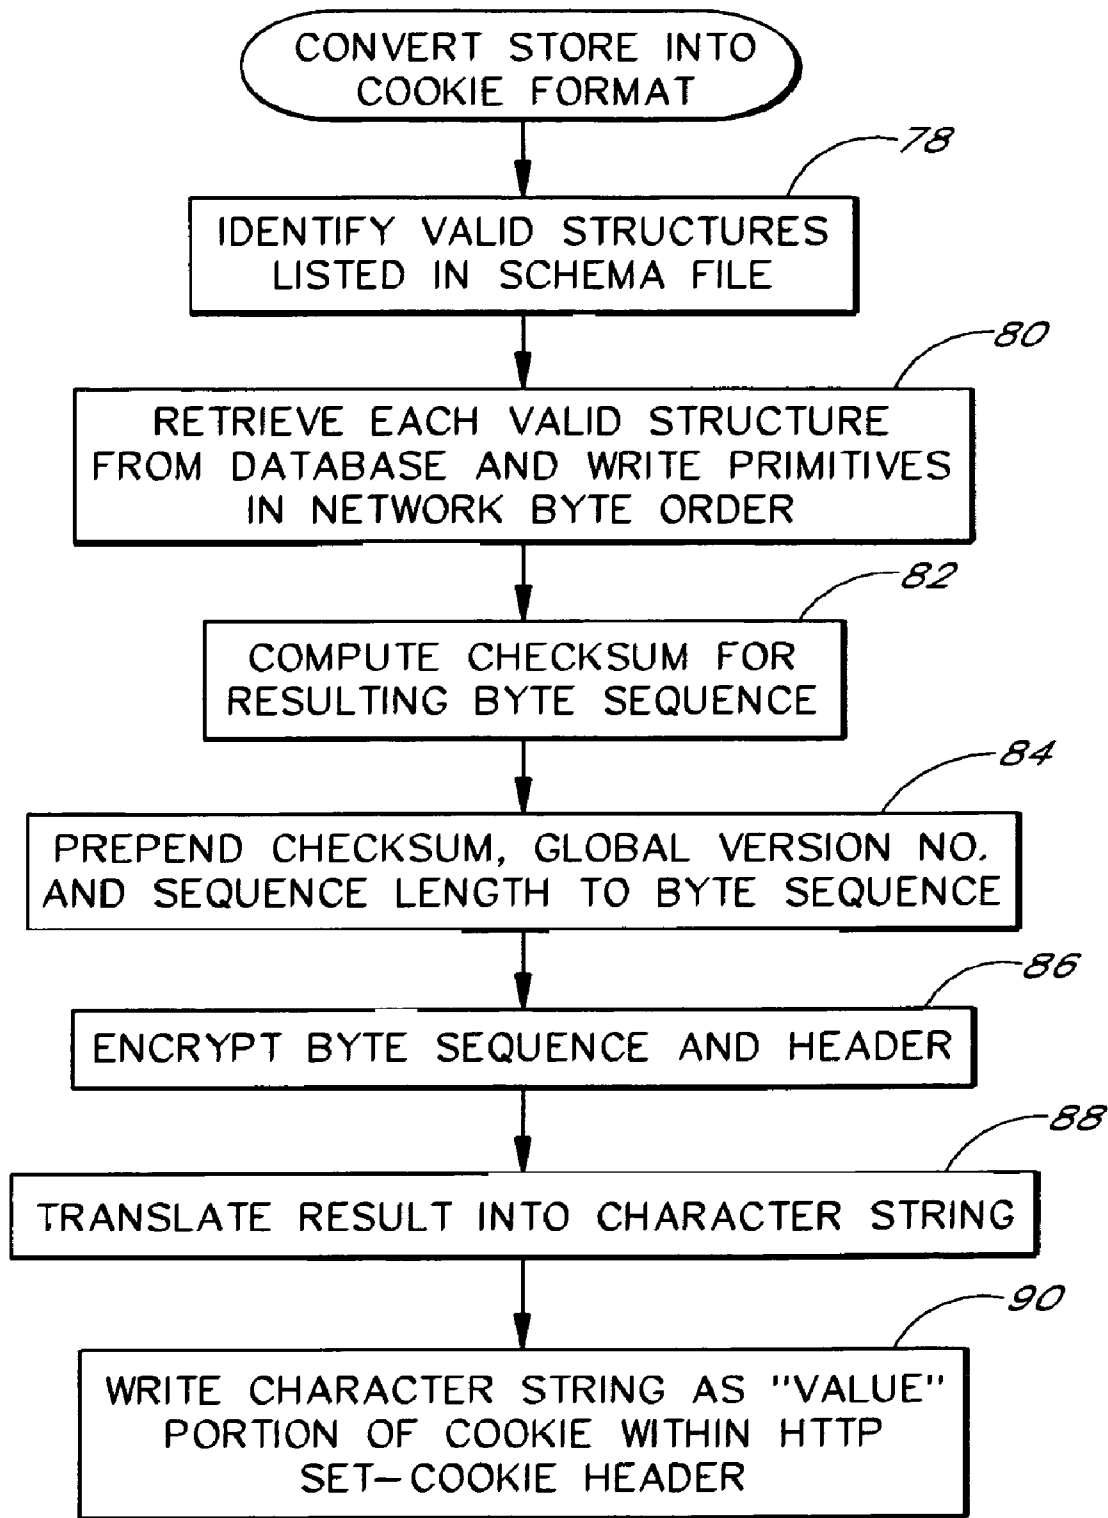 CONVERT STORE INTO
COOKIE FORMAT
78
IDENTIFY VALID STRUCTURES
LISTED IN SCHEMA FILE
80
RETRIEVE EACH VALID STRUCTURE
FROM DATABASE AND WRITE PRIMITIVES
IN NETWORK BYTE ORDER
82
COMPUTE CHECKSUM FOR
RESULTING BYTE SEQUENCE
84
PREPEND CHECKSUM, GLOBAL VERSION NO.
AND SEQUENCE LENGTH TO BYTE SEQUENCE
86
ENCRYPT BYTE SEQUENCE AND HEADER
88
TRANSLATE RESULT INTO CHARACTER STRING
90
WRITE CHARACTER STRING AS "VALUE"
PORTION OF COOKIE WITHIN HTTP
SET-COOKIE HEADER